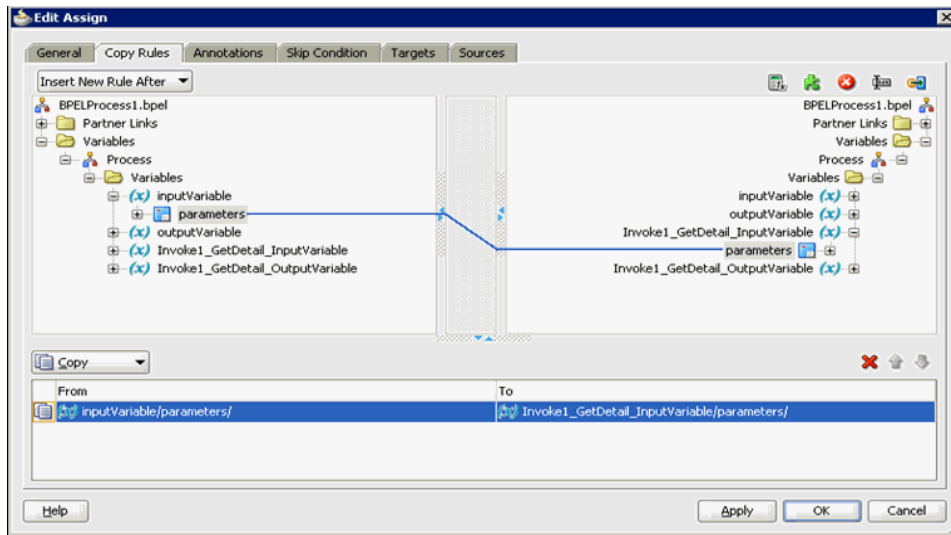 Edit Assign
General Copy Rules Annotations Skip Condition Targets Sources
Insert New Rule After
BPELProcess1.bpel
Partner Links
Variables
Process
Variables
(x) inputVariable
parameters
(x) outputVariable
(x) Invoke1_GetDetail_InputVariable
(x) Invoke1_GetDetail_OutputVariable
BPELProcess1.bpel
Partner Links
Variables
Process
Variables
inputVariable (x)
outputVariable (x)
Invoke1_GetDetail_InputVariable (x)
parameters
Invoke1_GetDetail_OutputVariable (x)
Copy
From To
inputVariable/parameters/ Invoke1_GetDetail_InputVariable/parameters/
Help Apply OK Cancel